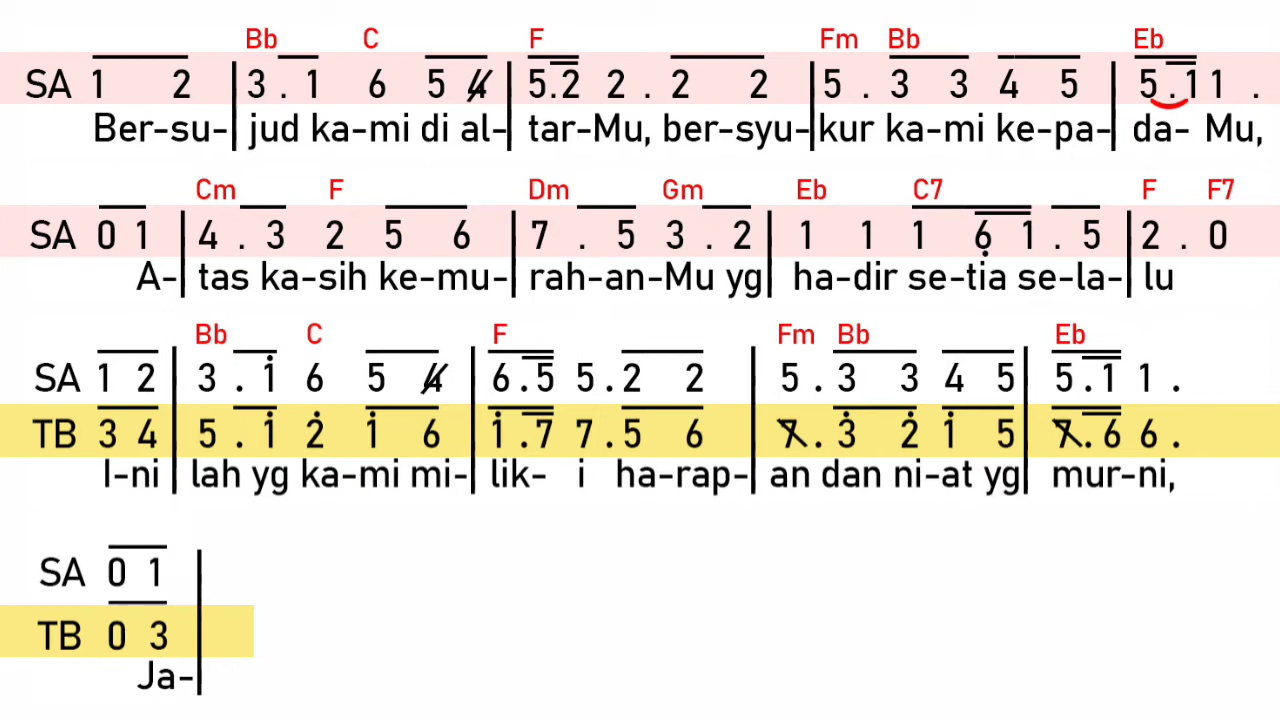 Bb C F Fm Bb Eb
SA 1 2 | 3 . 1 6 5 4̸ | 5.2 2 . 2 2 | 5 . 3 3 4 5 | 5.1 1 .
Ber-su- jud ka-mi di al- tar-Mu, ber-syu- kur ka-mi ke-pa- da- Mu,
Cm F Dm Gm Eb C7 F F7
SA 0 1 | 4 . 3 2 5 6 | 7 . 5 3 . 2 | 1 1 1 6̣ 1 . 5 | 2 . 0
A- tas ka-sih ke-mu- rah-an-Mu yg ha-dir se-tia se-la- lu
Bb C F Fm Bb Eb
SA 1 2 | 3 . 1̇ 6 5 4̸ | 6.5 5.2 2 | 5 . 3 3 4 5 | 5.1 1 .
TB 3 4 | 5 . 1̇ 2̇ 1̇ 6 | 1̇.7 7.5 6 | 7̸. 3̇ 2̇ 1̇ 5 | 7̸.6 6 .
I-ni lah yg ka-mi mi- lik- i ha-rap- an dan ni-at yg mur-ni,
SA 0 1 |
TB 0 3 |
Ja-